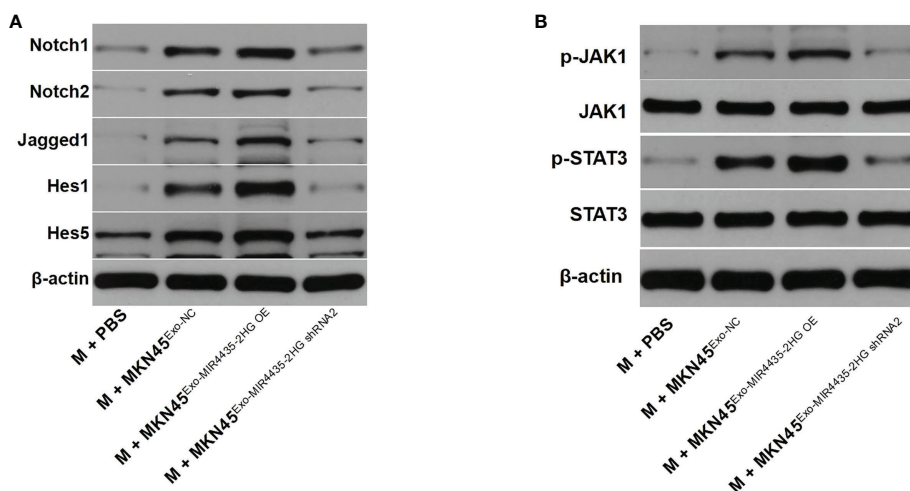 A
Notch1
Notch2
Jagged1
Hes1
Hes5
β-actin
M + PBS
M + MKN45Exo-NC
M + MKN45Exo-MIR4435-2HG OE
M + MKN45Exo-MIR4435-2HG shRNA2
B
p-JAK1
JAK1
p-STAT3
STAT3
β-actin
M + PBS
M + MKN45Exo-NC
M + MKN45Exo-MIR4435-2HG OE
M + MKN45Exo-MIR4435-2HG shRNA2